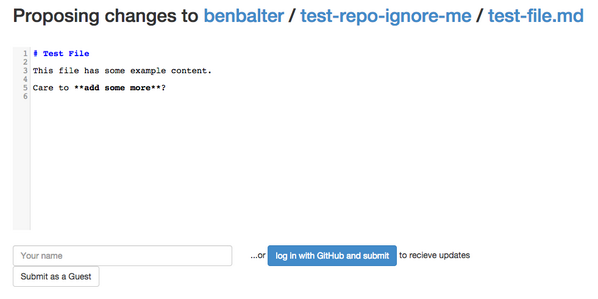 Proposing changes to benbalter / test-repo-ignore-me / test-file.md
1 # Test File
2
3 This file has some example content.
4
5 Care to **add some more**?
6
Your name ...or log in with GitHub and submit to recieve updates
Submit as a Guest